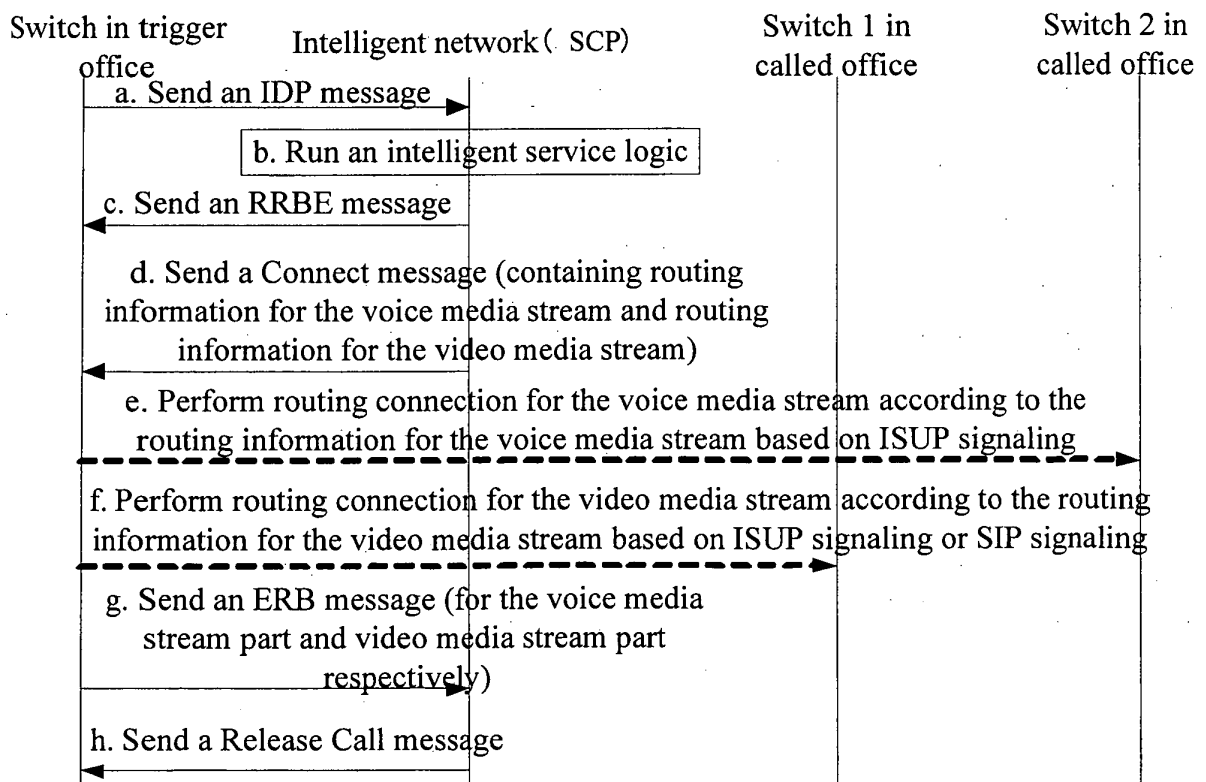 Switch in trigger
office
Intelligent network( SCP)
Switch 1 in
called office
Switch 2 in
called office
a. Send an IDP message
b. Run an intelligent service logic
c. Send an RRBE message
d. Send a Connect message (containing routing
information for the voice media stream and routing
information for the video media stream)
e. Perform routing connection for the voice media stream according to the
routing information for the voice media stream based on ISUP signaling
f. Perform routing connection for the video media stream according to the routing
information for the video media stream based on ISUP signaling or SIP signaling
g. Send an ERB message (for the voice media
stream part and video media stream part
respectively)
h. Send a Release Call message